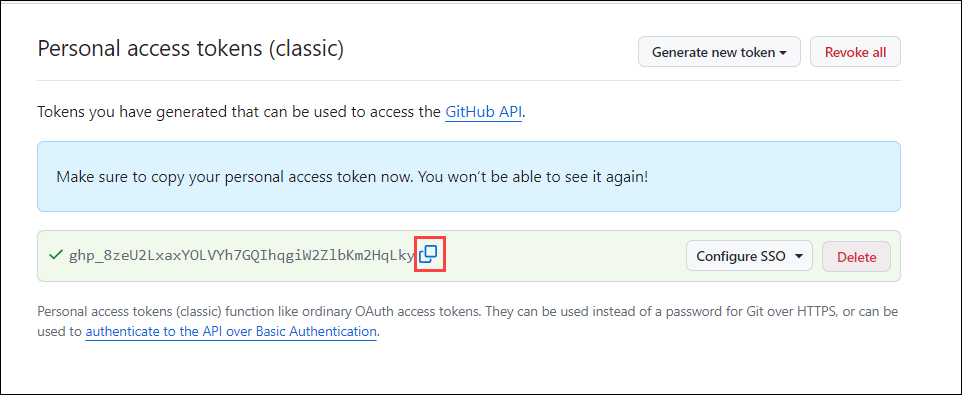 Personal access tokens (classic)
Generate new token
Revoke all
Tokens you have generated that can be used to access the GitHub API.
Make sure to copy your personal access token now. You won't be able to see it again!
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
Configure SSO
Delete
Personal access tokens (classic) function like ordinary OAuth access tokens. They can be used instead of a password for Git over HTTPS, or can be
used to authenticate to the API over Basic Authentication.